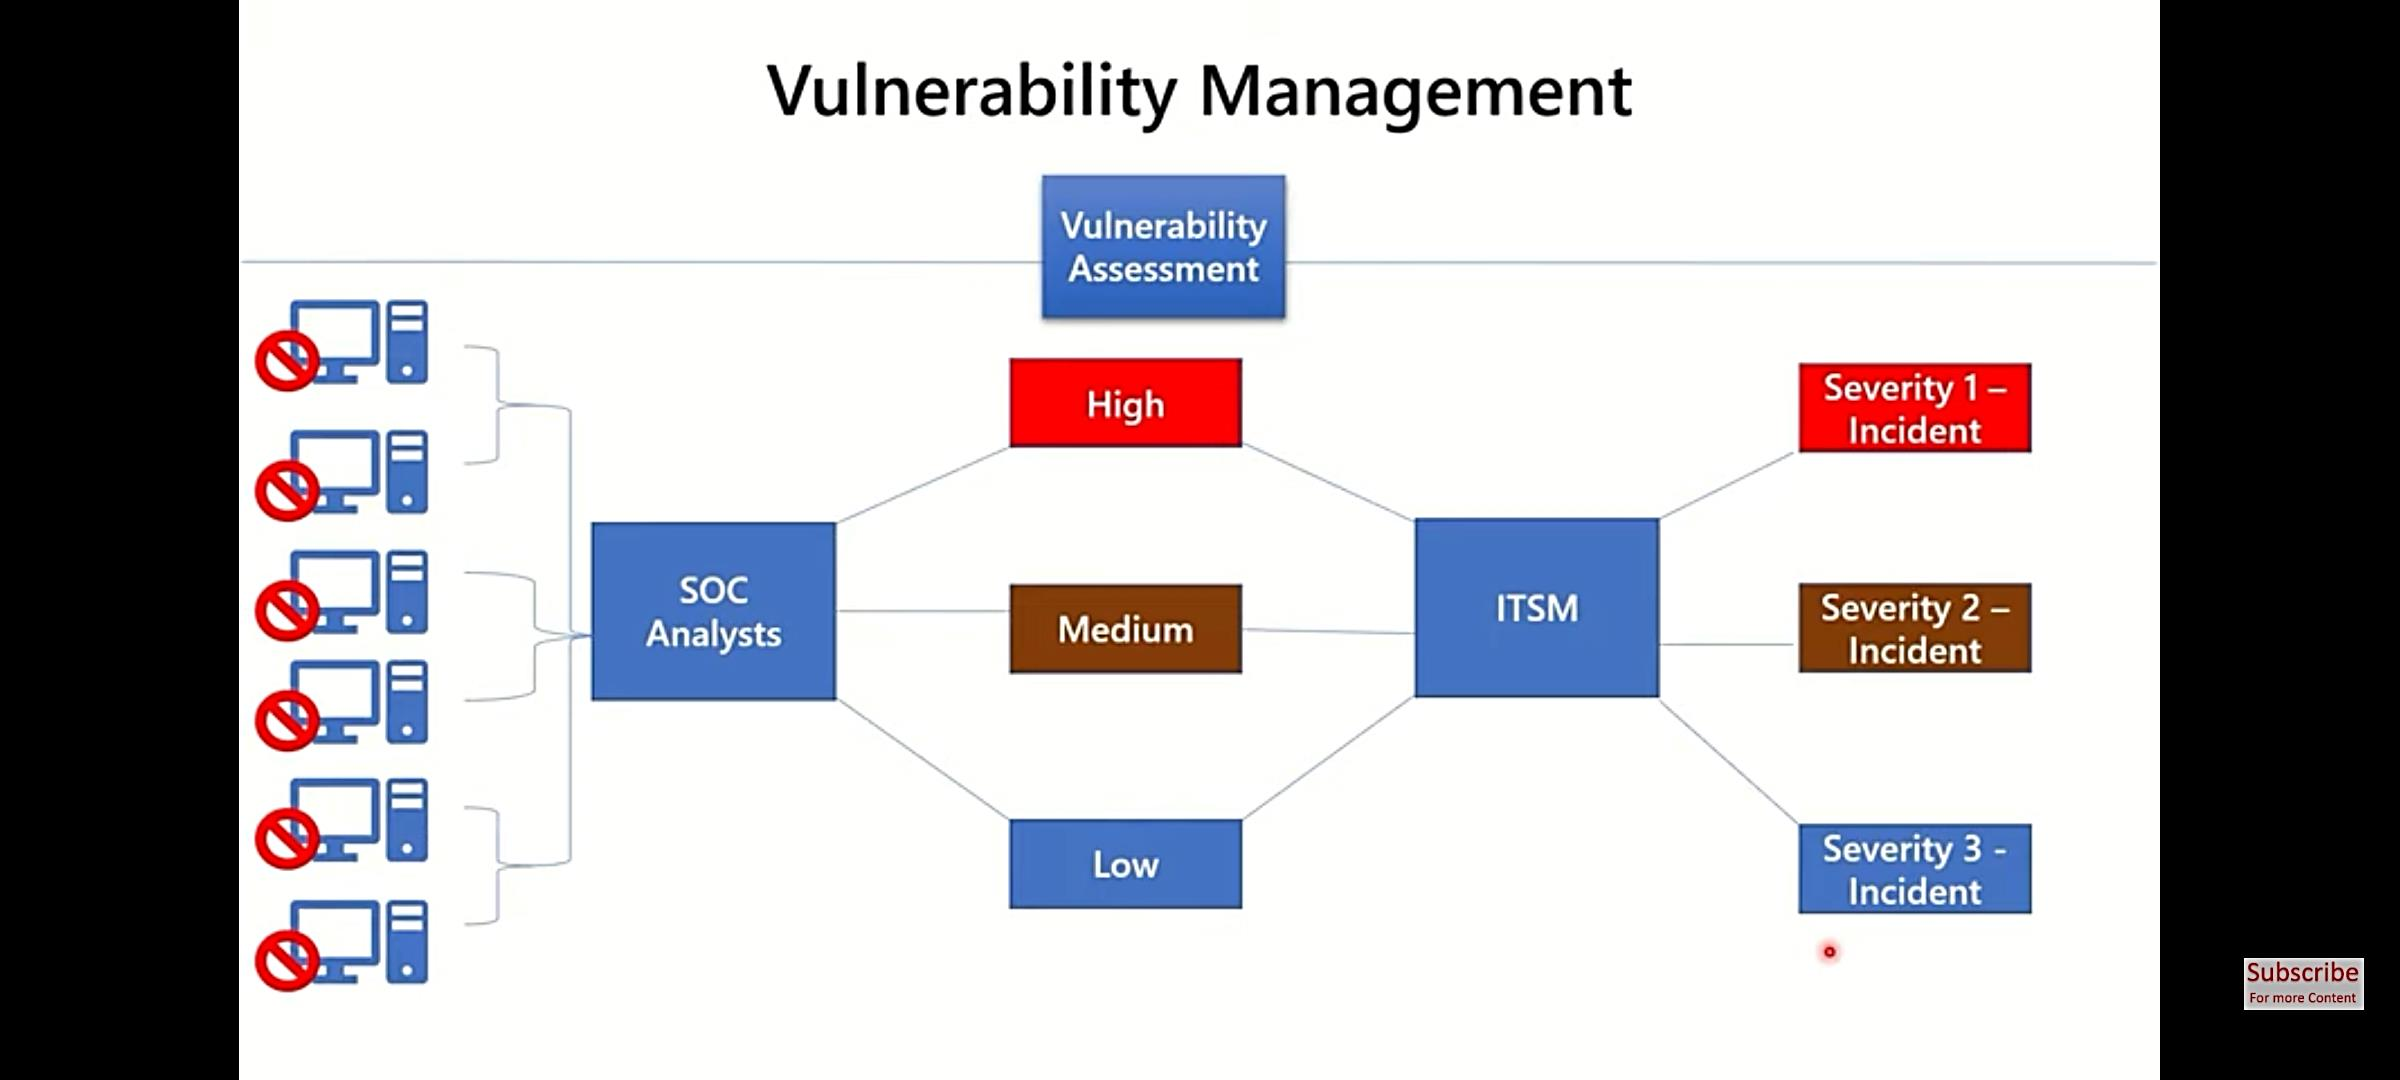 Vulnerability Management
Vulnerability
Assessment
High
Severity 1 –
Incident
SOC
Analysts
Medium
ITSM
Severity 2 –
Incident
Low
Severity 3 -
Incident
Subscribe
For more Content